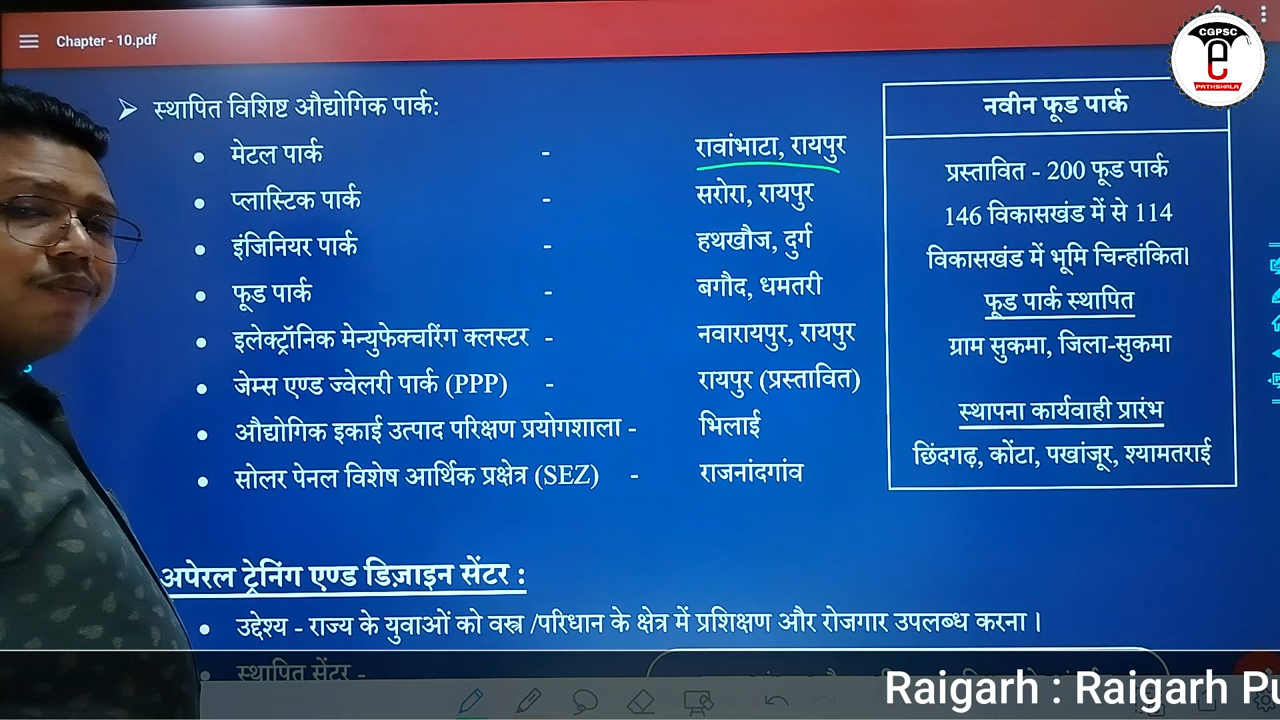 Chapter - 10.pdf
CGPSC
e
PATHSHALA
➤ स्थापित विशिष्ट औद्योगिक पार्क:
• मेटल पार्क - रावांभाटा, रायपुर
• प्लास्टिक पार्क - सरोरा, रायपुर
• इंजिनियर पार्क - हथखौज, दुर्ग
• फूड पार्क - बगौद, धमतरी
• इलेक्ट्रॉनिक मेन्युफेक्चरिंग क्लस्टर - नवारायपुर, रायपुर
• जेम्स एण्ड ज्वेलरी पार्क (PPP) - रायपुर (प्रस्तावित)
• औद्योगिक इकाई उत्पाद परिक्षण प्रयोगशाला - भिलाई
• सोलर पेनल विशेष आर्थिक प्रक्षेत्र (SEZ) - राजनांदगांव
नवीन फूड पार्क
प्रस्तावित - 200 फूड पार्क
146 विकासखंड में से 114
विकासखंड में भूमि चिन्हांकित।
फूड पार्क स्थापित
ग्राम सुकमा, जिला-सुकमा
स्थापना कार्यवाही प्रारंभ
छिंदगढ़, कोंटा, पखांजूर, श्यामतराई
अपेरल ट्रेनिंग एण्ड डिज़ाइन सेंटर :
• उद्देश्य - राज्य के युवाओं को वस्त्र /परिधान के क्षेत्र में प्रशिक्षण और रोजगार उपलब्ध करना ।
• स्थापित सेंटर -
Raigarh : Raigarh Pu